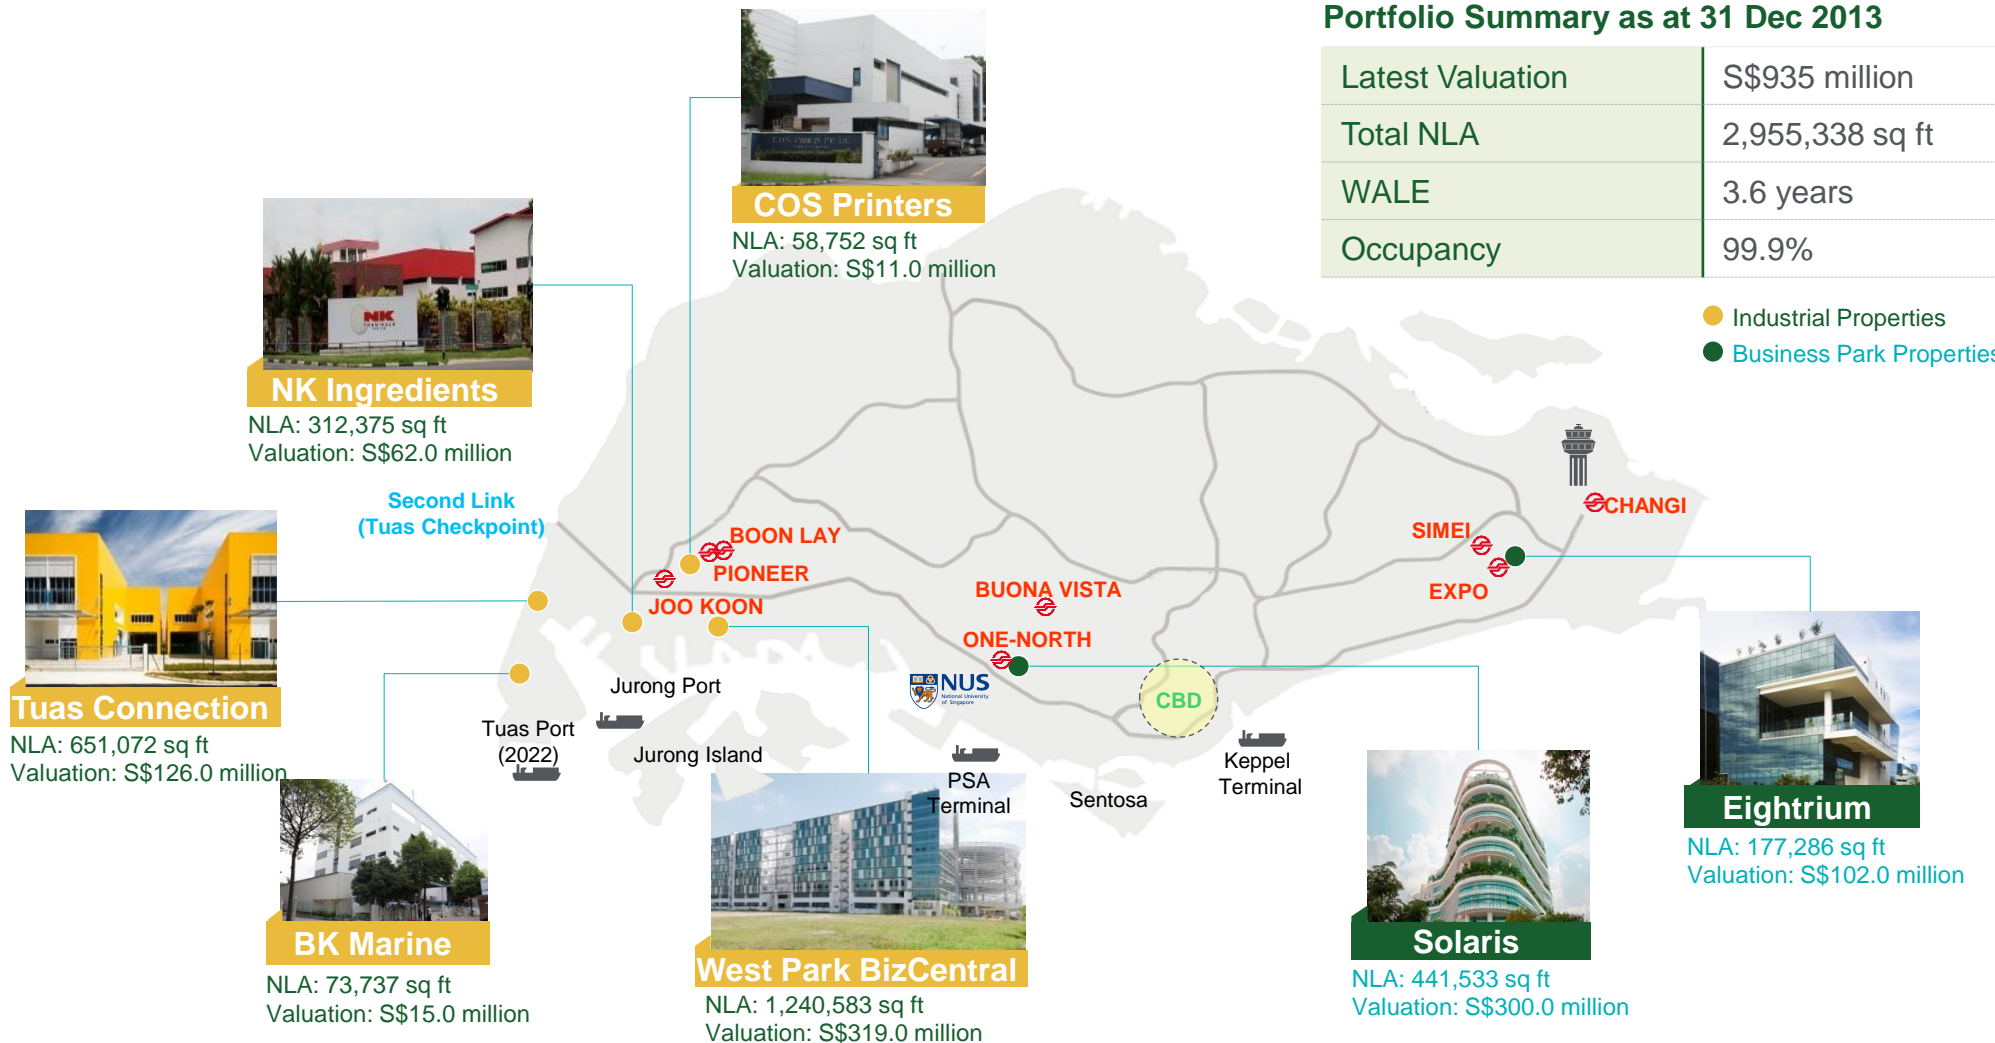 Portfolio Summary as at 31 Dec 2013
Latest Valuation S$935 million
Total NLA 2,955,338 sq ft
WALE 3.6 years
Occupancy 99.9%
Industrial Properties
Business Park Properties
COS Printers
NLA: 58,752 sq ft
Valuation: S$11.0 million
NK
NK Ingredients
NLA: 312,375 sq ft
Valuation: S$62.0 million
Second Link
(Tuas Checkpoint)
BOON LAY
PIONEER
JOO KOON
BUONA VISTA
ONE-NORTH
SIMEI
EXPO
CHANGI
NUS
National University
of Singapore
CBD
Jurong Port
Tuas Port
(2022)
Jurong Island
PSA
Terminal
Sentosa
Keppel
Terminal
Tuas Connection
NLA: 651,072 sq ft
Valuation: S$126.0 million
BK Marine
NLA: 73,737 sq ft
Valuation: S$15.0 million
West Park BizCentral
NLA: 1,240,583 sq ft
Valuation: S$319.0 million
Solaris
NLA: 441,533 sq ft
Valuation: S$300.0 million
Eightrium
NLA: 177,286 sq ft
Valuation: S$102.0 million